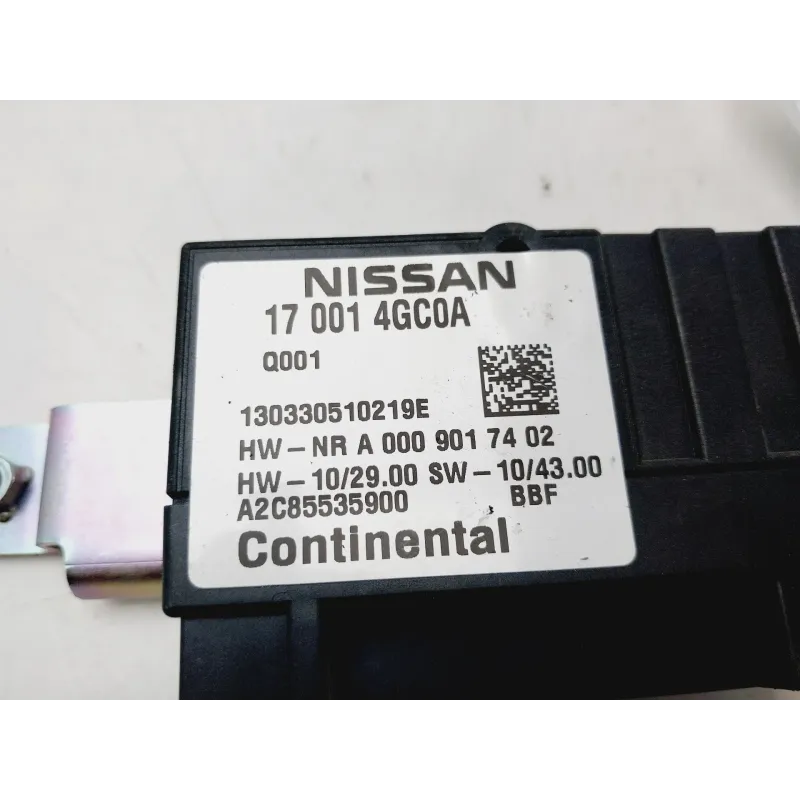 NISSAN
17 001 4GC0A
Q001
130330510219E
HW-NR A 000 901 74 02
HW-10/29.00 SW-10/43.00
A2C85535900 BBF
Continental